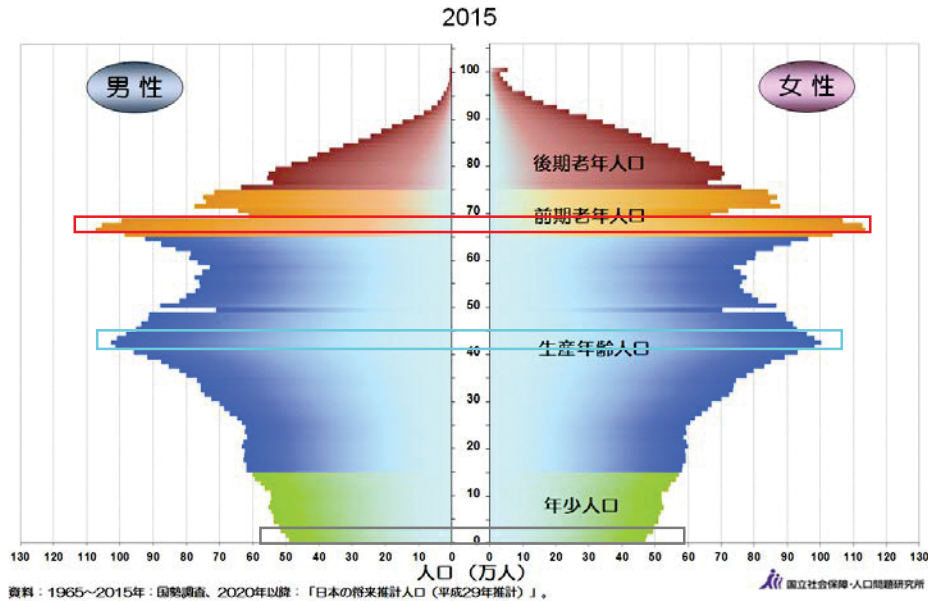 2015
男性
女性
100
90
80
70
60
50
40
30
20
10
0
後期老年人口
前期老年人口
生産年齢人口
年少人口
130 120 110 100 90 80 70 60 50 40 30 20 10 0 0 10 20 30 40 50 60 70 80 90 100 110 120 130
人口（万人）
資料：1965～2015年：国勢調査、2020年以降：「日本の将来推計人口（平成29年推計）」。
国立社会保障・人口問題研究所